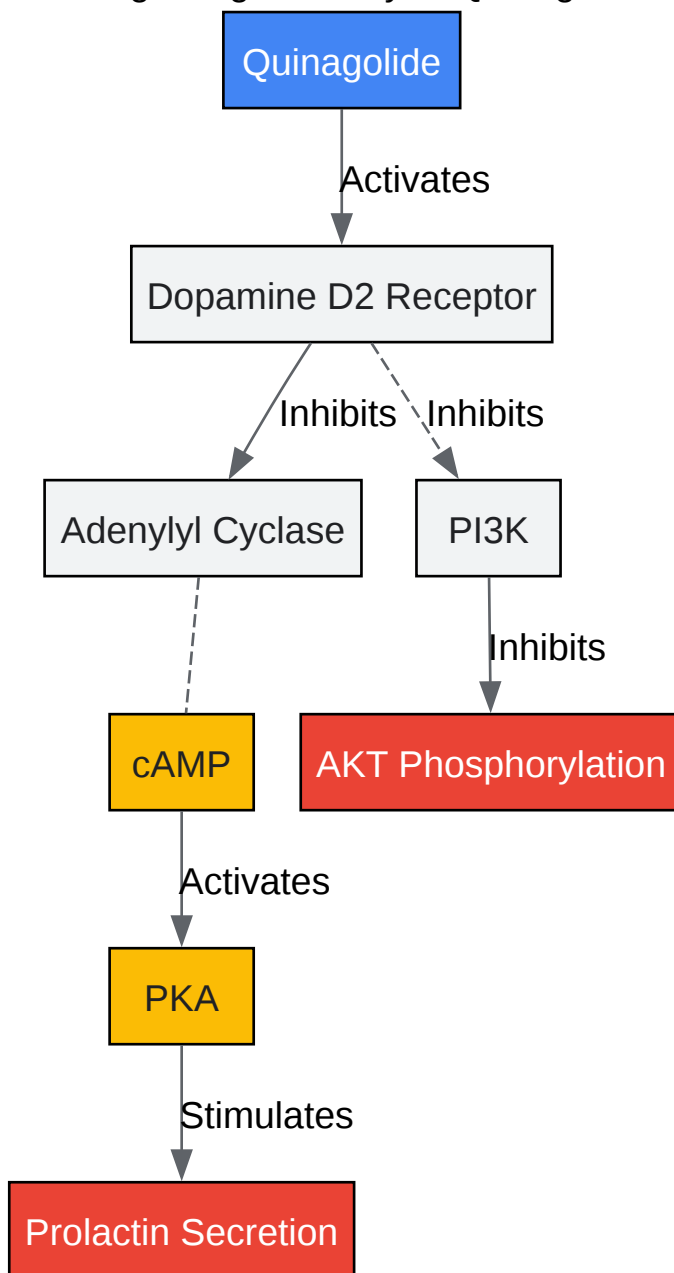 Quinagolide
Activates
Dopamine D2 Receptor
Inhibits Inhibits
Adenylyl Cyclase PI3K
Inhibits
cAMP AKT Phosphorylation
Activates
PKA
Stimulates
Prolactin Secretion